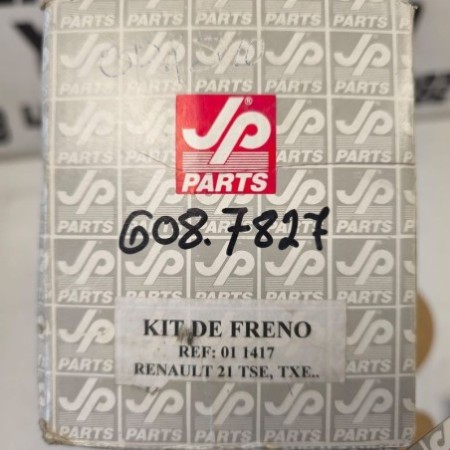 JP
PARTS
608.7827
KIT DE FRENO
REF: 01 1417
RENAULT 21 TSE, TXE..